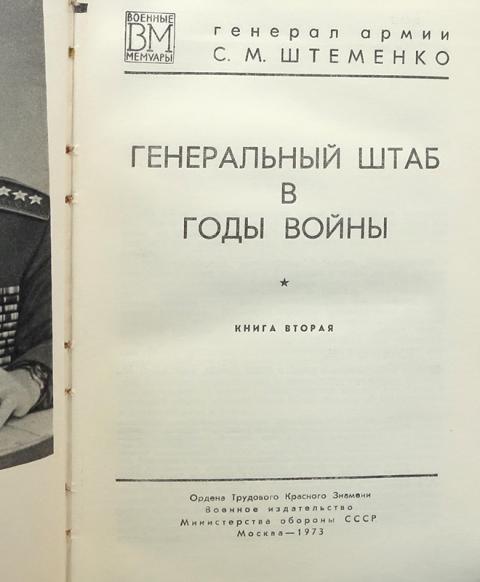 ВОЕННЫЕ
ВМ
МЕМУАРЫ
генерал армии
С. М. ШТЕМЕНКО
ГЕНЕРАЛЬНЫЙ ШТАБ
В
ГОДЫ ВОЙНЫ
КНИГА ВТОРАЯ
Ордена Трудового Красного Знамени
Военное издательство
Министерства обороны СССР
Москва—1973